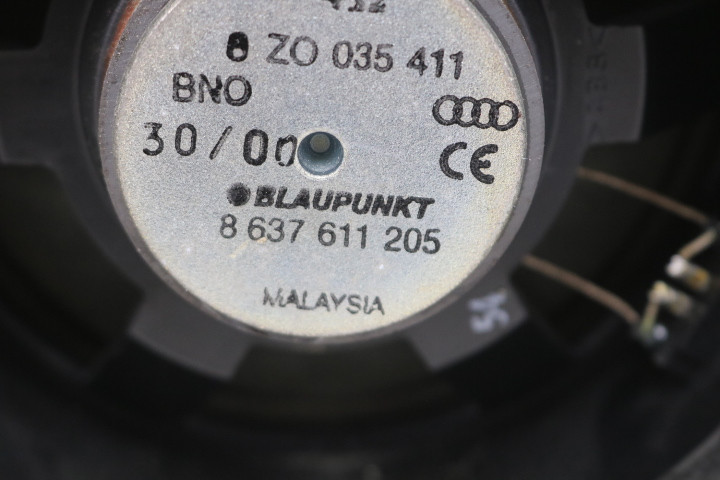 8 ZO 035 411
BNO
30/00
CE
BLAUPUNKT
8 637 611 205
MALAYSIA